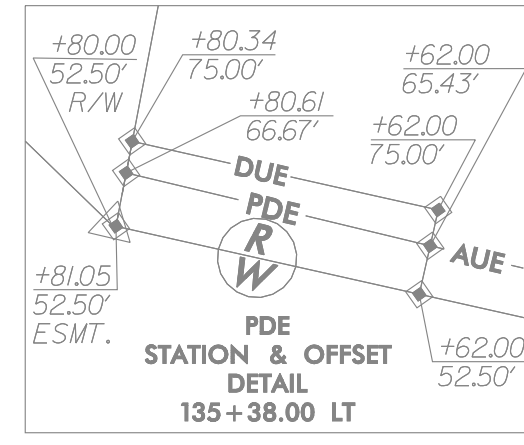 +80.00
52.50'
R/W
+80.34
75.00'
+80.61
66.67'
+62.00
65.43'
+62.00
75.00'
DUE
PDE
AUE
R
W
+81.05
52.50'
ESMT.
+62.00
52.50'
PDE
STATION & OFFSET
DETAIL
135+38.00 LT